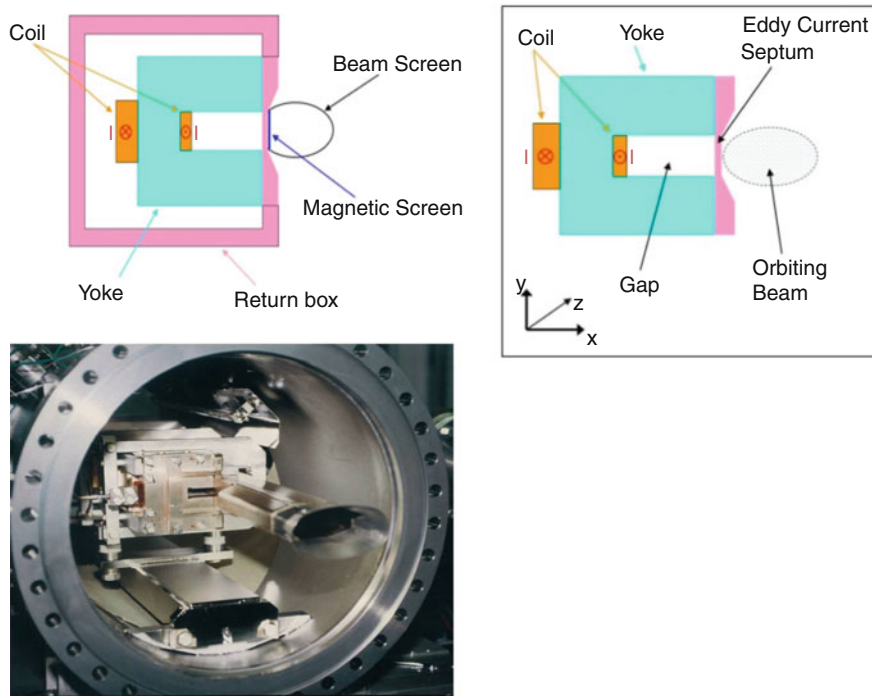 Coil
Beam Screen
I
I
Magnetic Screen
Yoke
Return box
Coil
Yoke
Eddy Current
Septum
I
I
Gap
Orbiting
Beam
y
z
x